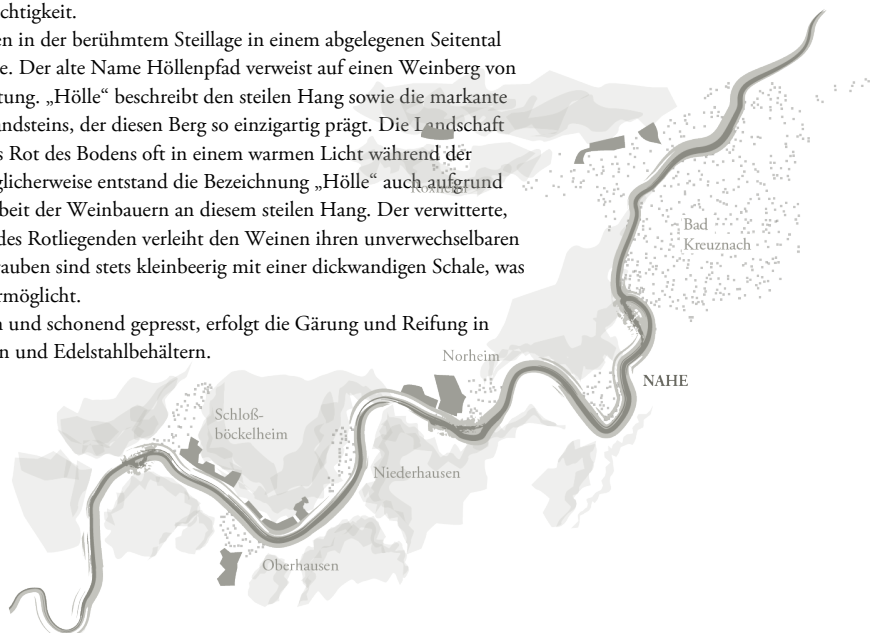 chtigkeit.
en in der berühmtem Steillage in einem abgelegenen Seitental
e. Der alte Name Höllenpfad verweist auf einen Weinberg von
tung. „Hölle“ beschreibt den steilen Hang sowie die markante
undsteins, der diesen Berg so einzigartig prägt. Die Landschaft
s Rot des Bodens oft in einem warmen Licht während der
glicherweise entstand die Bezeichnung „Hölle“ auch aufgrund
beit der Weinbauern an diesem steilen Hang. Der verwitterte,
des Rotliegenden verleiht den Weinen ihren unverwechselbaren
rauben sind stets kleinbeerig mit einer dickwandigen Schale, was
rmöglicht.
n und schonend gepresst, erfolgt die Gärung und Reifung in
n und Edelstahlbehältern.
Roxheim
Bad
Kreuznach
Norheim
NAHE
Schloß-
böckelheim
Niederhausen
Oberhausen